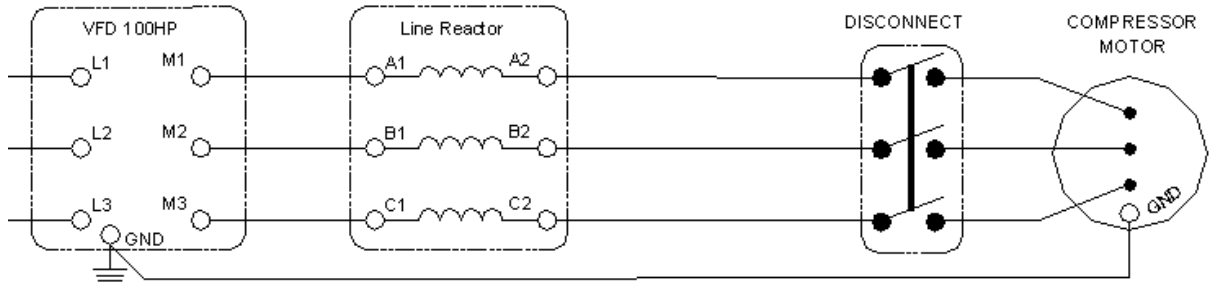 VFD 100HP
Line Reactor
DISCONNECT
COMPRESSOR
MOTOR
L1 M1 A1 A2
L2 M2 B1 B2
L3 M3 C1 C2
GND
GND